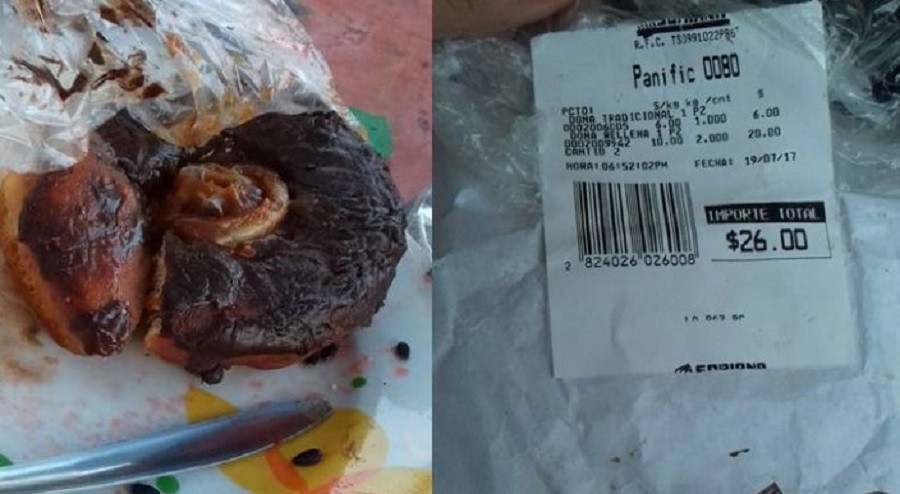 R.F.C. TSO991022PB6
Panific 0080
$/kg kg /cnt $
PCTO:
DONA TRADICIONAL 1 PZ
6.00 1.000 6.00
DONA RELLENA 1 PZ
10.00 2.000 20.00
CANTID 2
HORA: 06:52:02PM FECHA: 19/07/17
IMPORTE TOTAL
$26.00
2 824026 026008